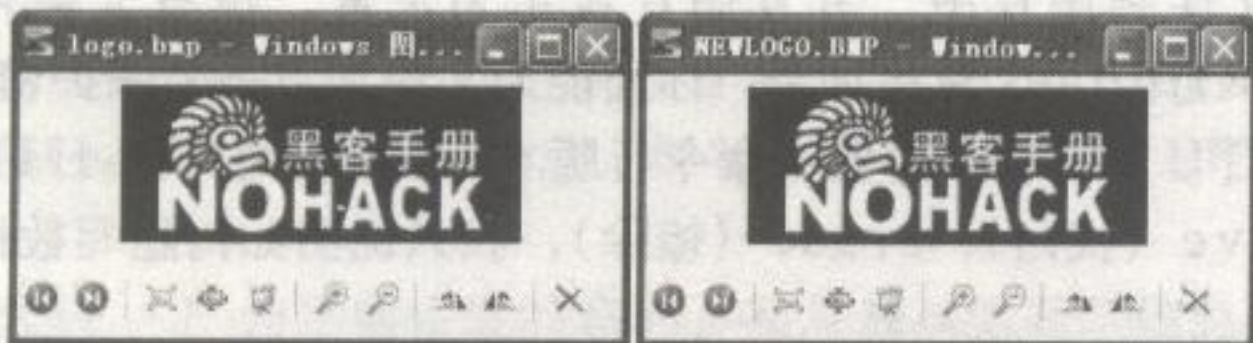 logo.bmp - Windows 图...
黑客手册
NOHACK
NEWLOGO.BMP - Window...
黑客手册
NOHACK